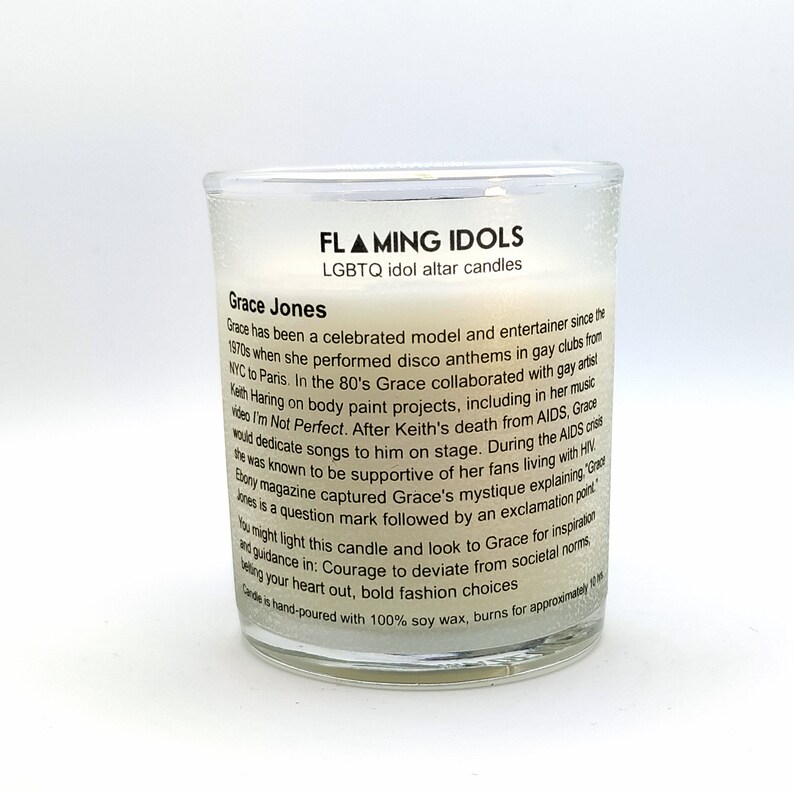 FL▲MING IDOLS
LGBTQ idol altar candles
Grace Jones
Grace has been a celebrated model and entertainer since the
1970s when she performed disco anthems in gay clubs from
NYC to Paris. In the 80's Grace collaborated with gay artist
Keith Haring on body paint projects, including in her music
video I'm Not Perfect. After Keith's death from AIDS, Grace
would dedicate songs to him on stage. During the AIDS crisis
she was known to be supportive of her fans living with HIV.
Ebony magazine captured Grace's mystique explaining,"Grace
Jones is a question mark followed by an exclamation point."
You might light this candle and look to Grace for inspiration
and guidance in: Courage to deviate from societal norms,
belting your heart out, bold fashion choices
Candle is hand-poured with 100% soy wax, burns for approximately 10 hrs.